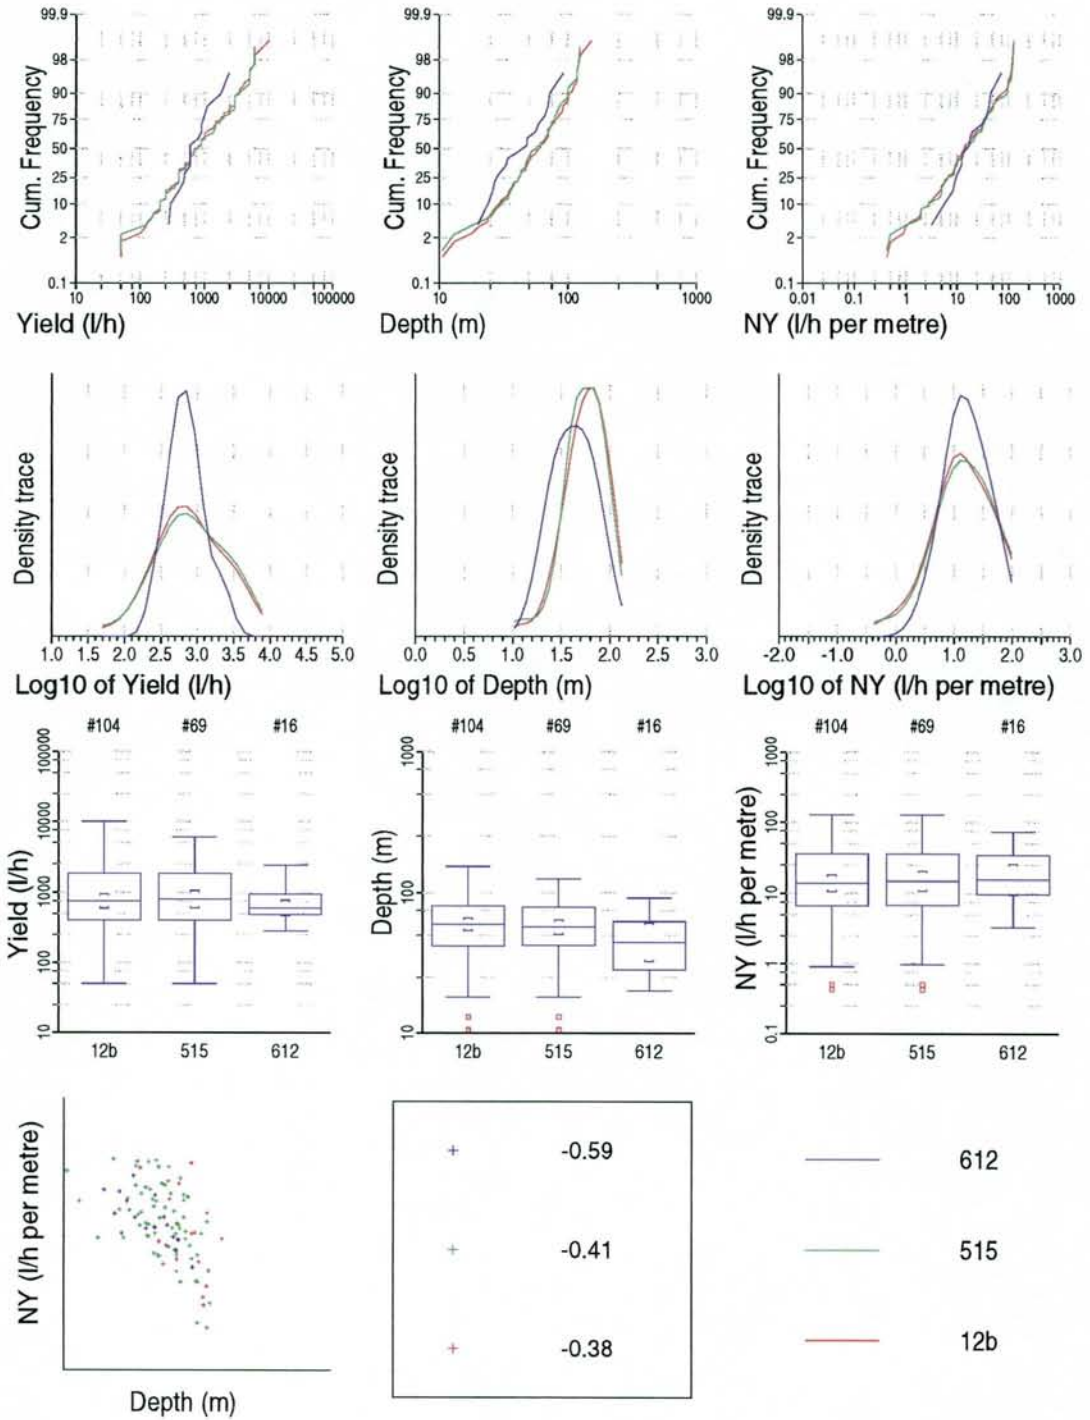 99.9
98
90
75
50
25
10
2
0.1
Cum. Frequency
10 100 1000 10000 100000
Yield (l/h)
99.9
98
90
75
50
25
10
2
0.1
Cum. Frequency
10 100 1000
Depth (m)
99.9
98
90
75
50
25
10
2
0.1
Cum. Frequency
0.01 0.1 1 10 100 1000
NY (l/h per metre)
Density trace
1.0 1.5 2.0 2.5 3.0 3.5 4.0 4.5 5.0
Log10 of Yield (l/h)
Density trace
0.0 0.5 1.0 1.5 2.0 2.5 3.0
Log10 of Depth (m)
Density trace
-2.0 -1.0 0.0 1.0 2.0 3.0
Log10 of NY (l/h per metre)
#104 #69 #16
Yield (l/h)
100000
10000
1000
100
10
12b 515 612
#104 #69 #16
Depth (m)
1000
100
10
12b 515 612
#104 #69 #16
NY (l/h per metre)
1000
100
10
1
0.1
12b 515 612
NY (l/h per metre)
Depth (m)
-0.59
-0.41
-0.38
612
515
12b